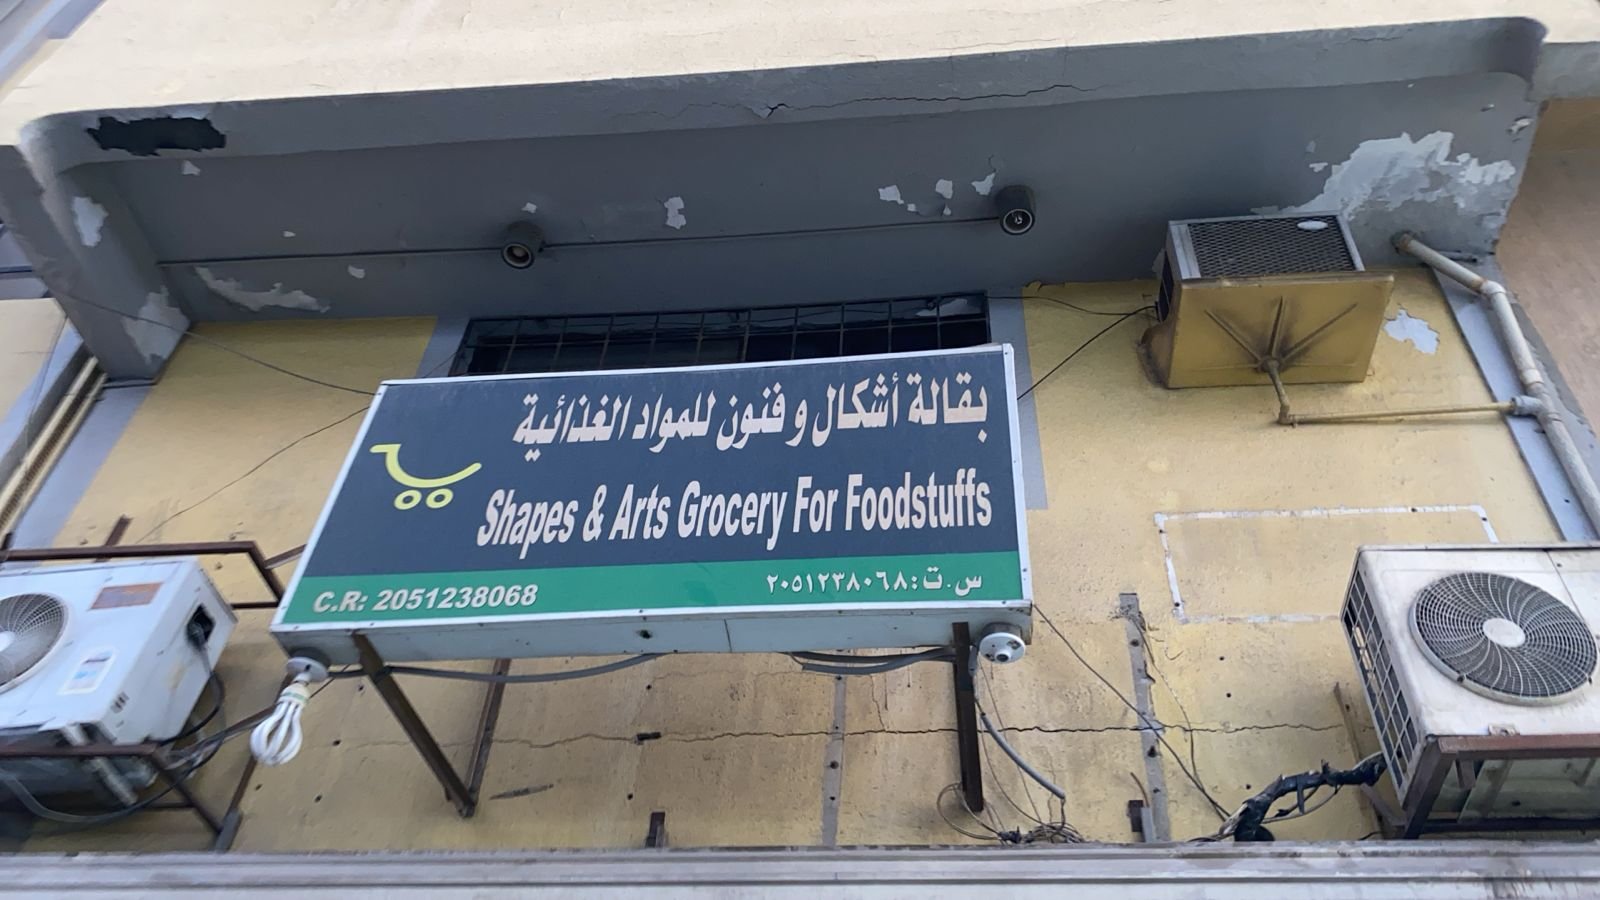 بقالة أشكال و فنون للمواد الغذائية
Shapes & Arts Grocery For Foodstuffs
C.R: 2051238068
س.ت: ٢٠٥١٢٣٨٠٦٨